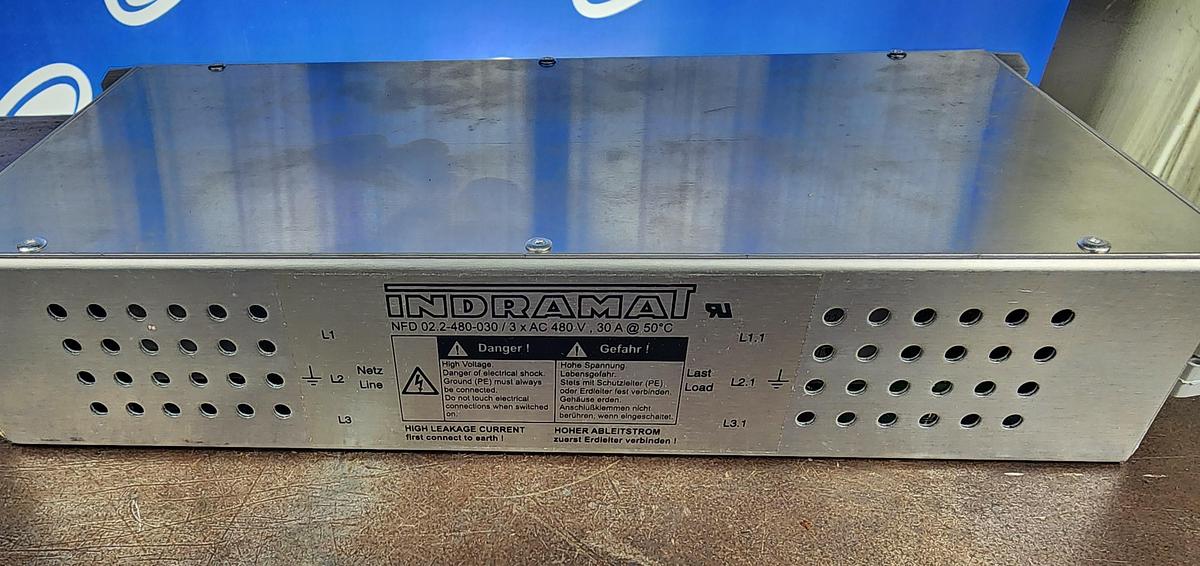 INDRAMAT
NFD 02.2-480-030 / 3 x AC 480 V , 30 A @ 50°C
L1
L2
L3
Netz
Line
Danger !
High Voltage.
Danger of electrical shock.
Ground (PE) must always
be connected.
Do not touch electrical
connections when switched
on.
Gefahr !
Hohe Spannung.
Lebensgefahr.
Stets mit Schutzleiter (PE)
oder Erdleiter fest verbinden.
Gehäuse erden.
Anschlußklemmen nicht
berühren, wenn eingeschaltet.
Last
Load
L1.1
L2.1
L3.1
HIGH LEAKAGE CURRENT
first connect to earth !
HOHER ABLEITSTROM
zuerst Erdleiter verbinden !